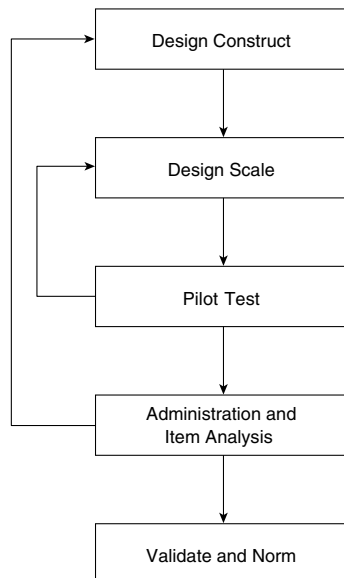 Design Construct
Design Scale
Pilot Test
Administration and
Item Analysis
Validate and Norm